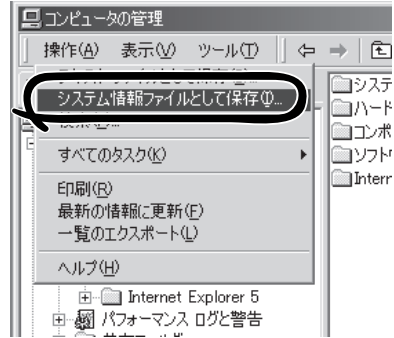 コンピュータの管理
操作(A) 表示(V) ツール(T)
システム情報ファイルとして保存(I)...
すべてのタスク(K)
印刷(R)
最新の情報に更新(F)
一覧のエクスポート(L)
ヘルプ(H)
Internet Explorer 5
パフォーマンス ログと警告
システ
ハード
コンポ
ソフト
Intern